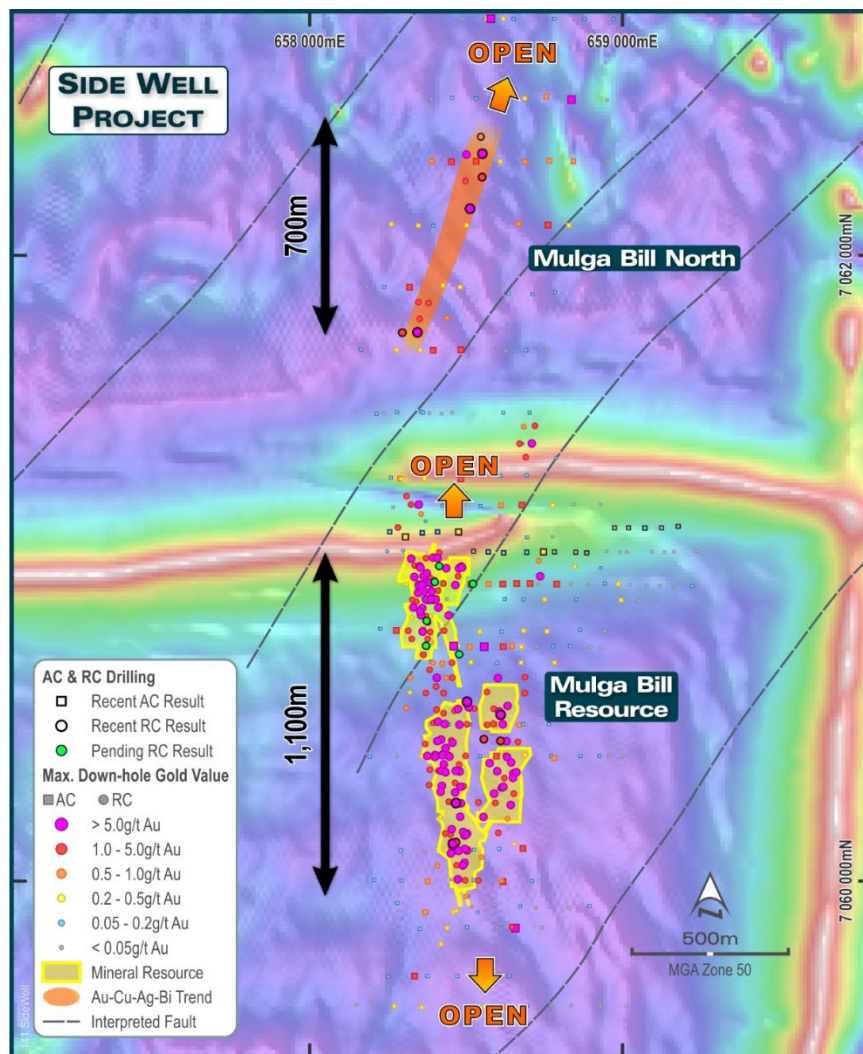 658 000mE
659 000mE
SIDE WELL
PROJECT
OPEN
700m
Mulga Bill North
7 062 000mN
OPEN
1,100m
Mulga Bill
Resource
AC & RC Drilling
Recent AC Result
Recent RC Result
Pending RC Result
Max. Down-hole Gold Value
AC RC
> 5.0g/t Au
1.0 - 5.0g/t Au
0.5 - 1.0g/t Au
0.2 - 0.5g/t Au
0.05 - 0.2g/t Au
< 0.05g/t Au
Mineral Resource
Au-Cu-Ag-Bi Trend
Interpreted Fault
7 060 000mN
N
500m
MGA Zone 50
OPEN
141 SideWell